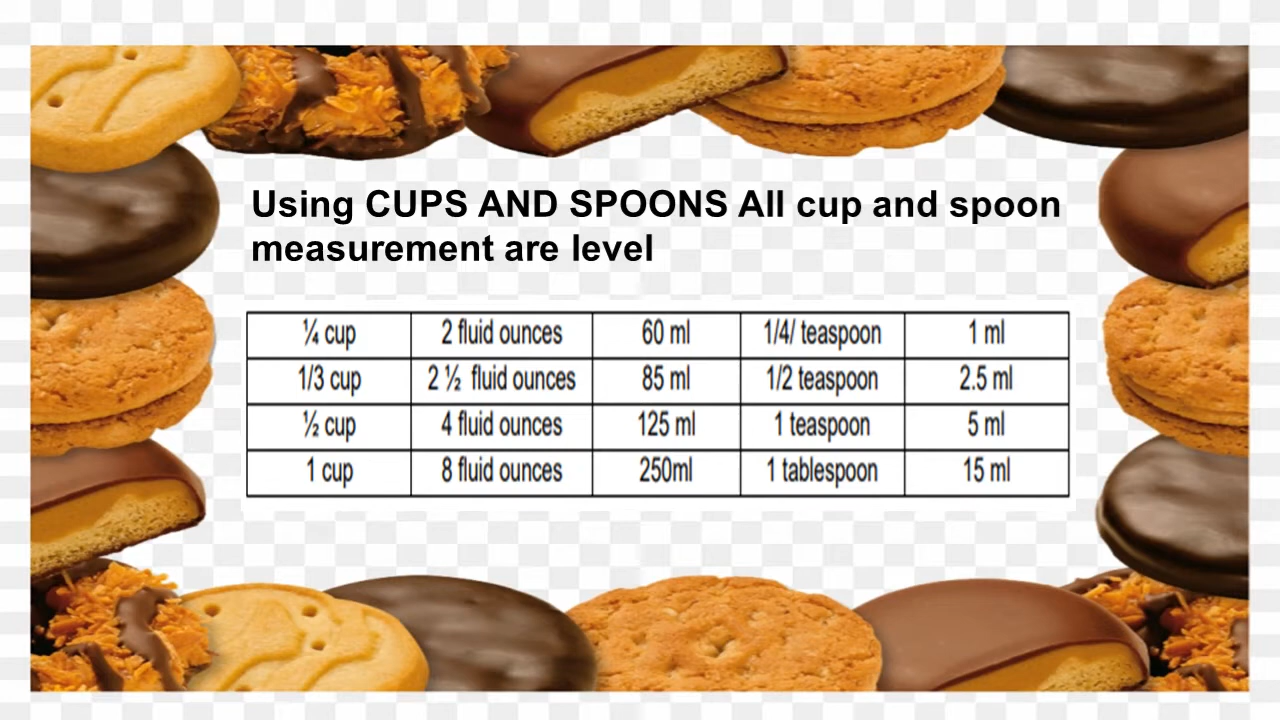 Using CUPS AND SPOONS All cup and spoon
measurement are level
¼ cup 2 fluid ounces 60 ml 1/4/ teaspoon 1 ml
1/3 cup 2 ½ fluid ounces 85 ml 1/2 teaspoon 2.5 ml
½ cup 4 fluid ounces 125 ml 1 teaspoon 5 ml
1 cup 8 fluid ounces 250ml 1 tablespoon 15 ml